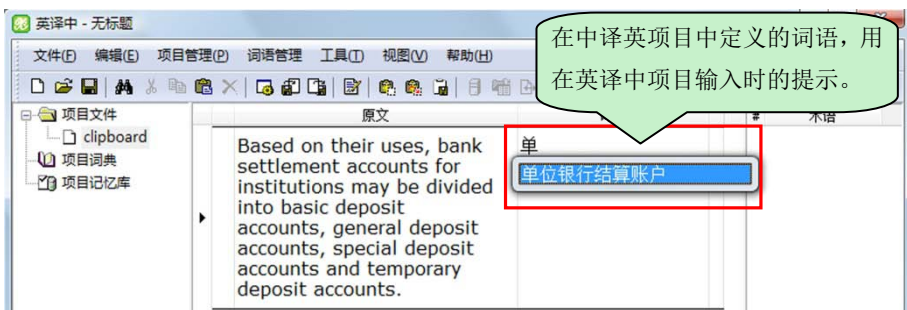 英译中 - 无标题
在中译英项目中定义的词语，用
在英译中项目输入时的提示。
文件(F) 编辑(E) 项目管理(P) 词语管理 工具(T) 视图(V) 帮助(H)
项目文件
clipboard
项目词典
项目记忆库
原文
# 术语
Based on their uses, bank
settlement accounts for
institutions may be divided
into basic deposit
accounts, general deposit
accounts, special deposit
accounts and temporary
deposit accounts.
单
单位银行结算账户